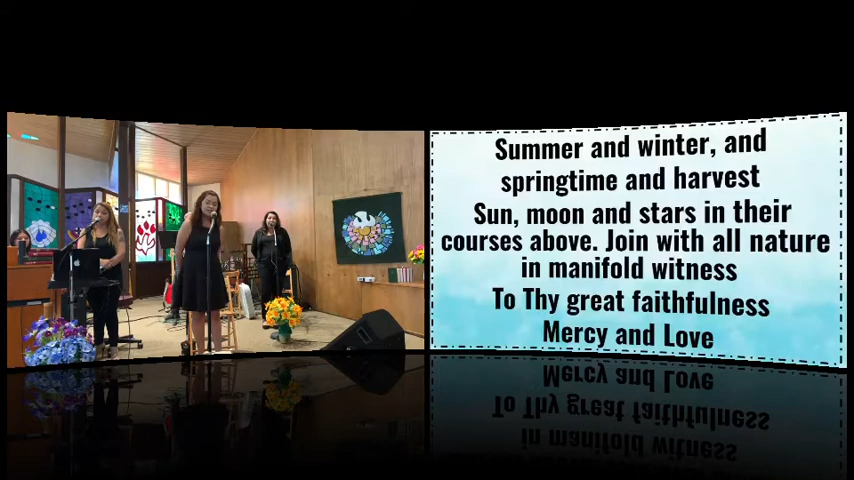 Summer and winter, and
springtime and harvest
Sun, moon and stars in their
courses above. Join with all nature
in manifold witness
To Thy great faithfulness
Mercy and Love